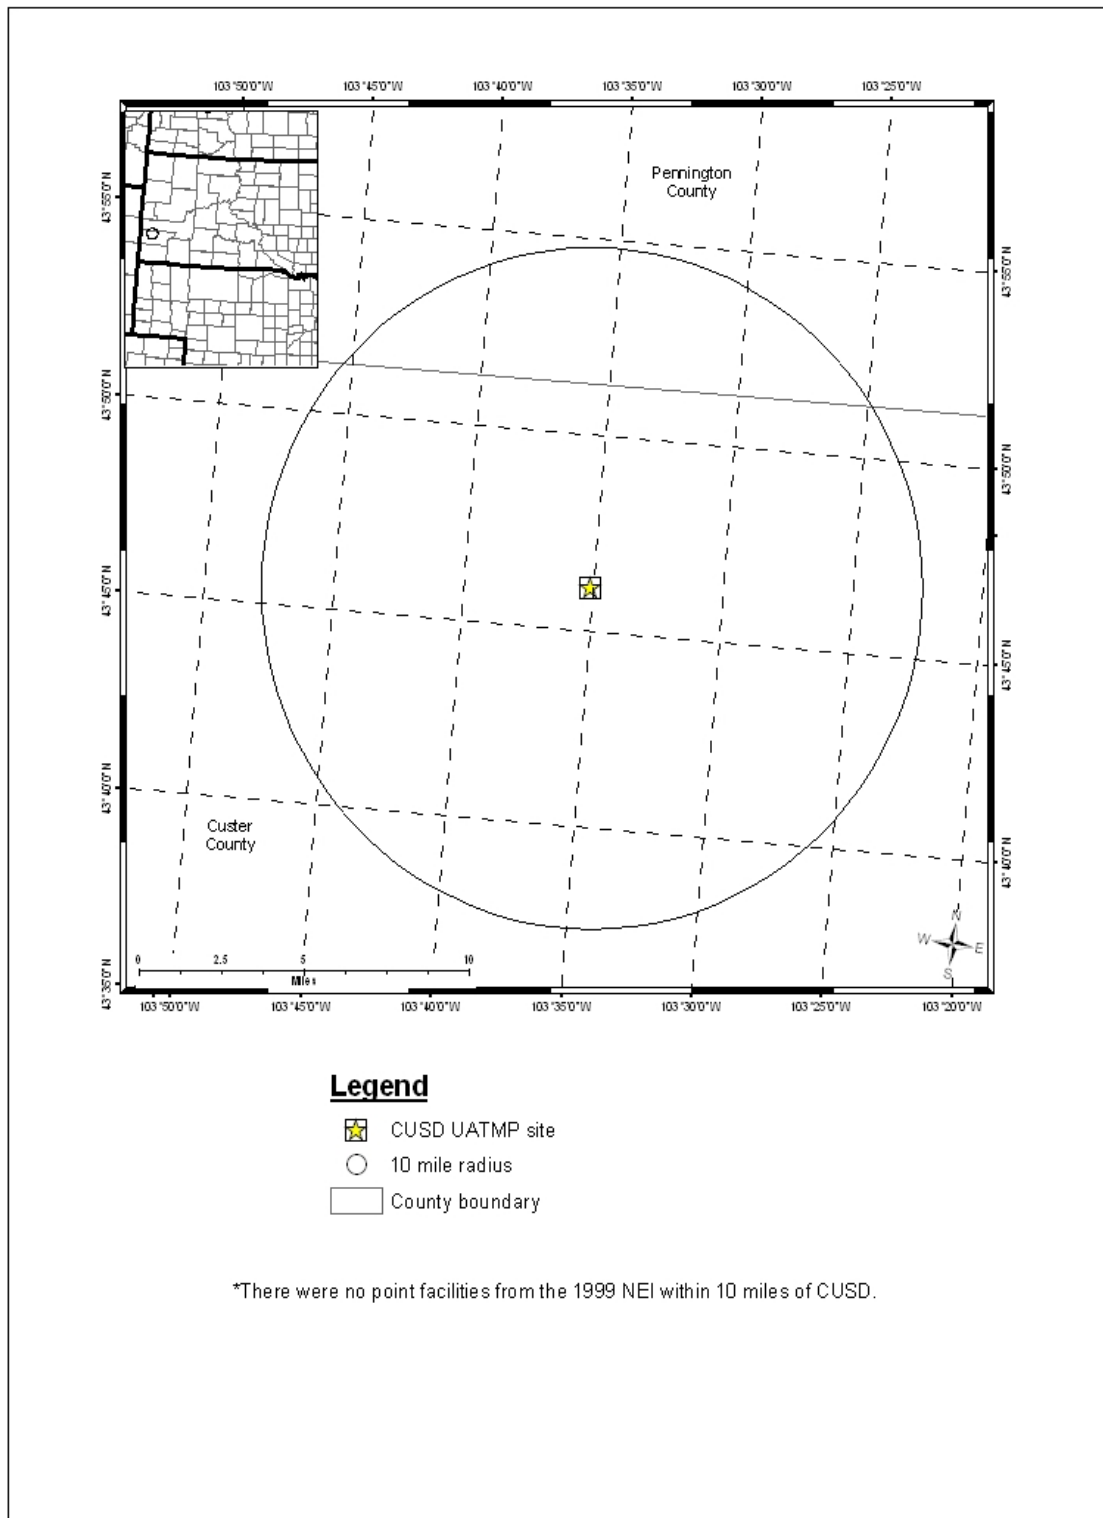 103°50'0"W 103°45'0"W 103°40'0"W 103°35'0"W 103°30'0"W 103°25'0"W
Pennington
County
43°55'0"N
43°55'0"N
43°50'0"N
43°50'0"N
43°45'0"N
43°45'0"N
43°40'0"N
Custer
County
43°40'0"N
N
W E
S
0 2.5 5 10
Miles
43°35'0"N
103°50'0"W 103°45'0"W 103°40'0"W 103°35'0"W 103°30'0"W 103°25'0"W 103°20'0"W
Legend
CUSD UATMP site
10 mile radius
County boundary
*There were no point facilities from the 1999 NEI within 10 miles of CUSD.